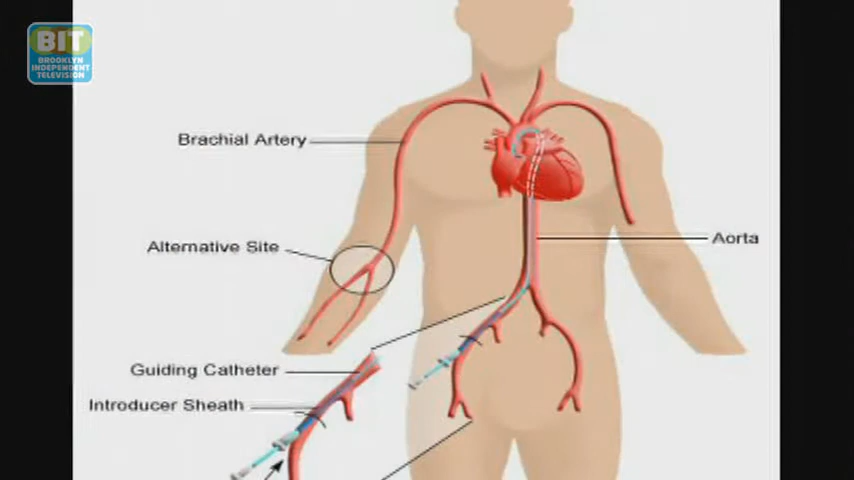 BIT
BROOKLYN
INDEPENDENT
TELEVISION
Brachial Artery
Alternative Site
Aorta
Guiding Catheter
Introducer Sheath